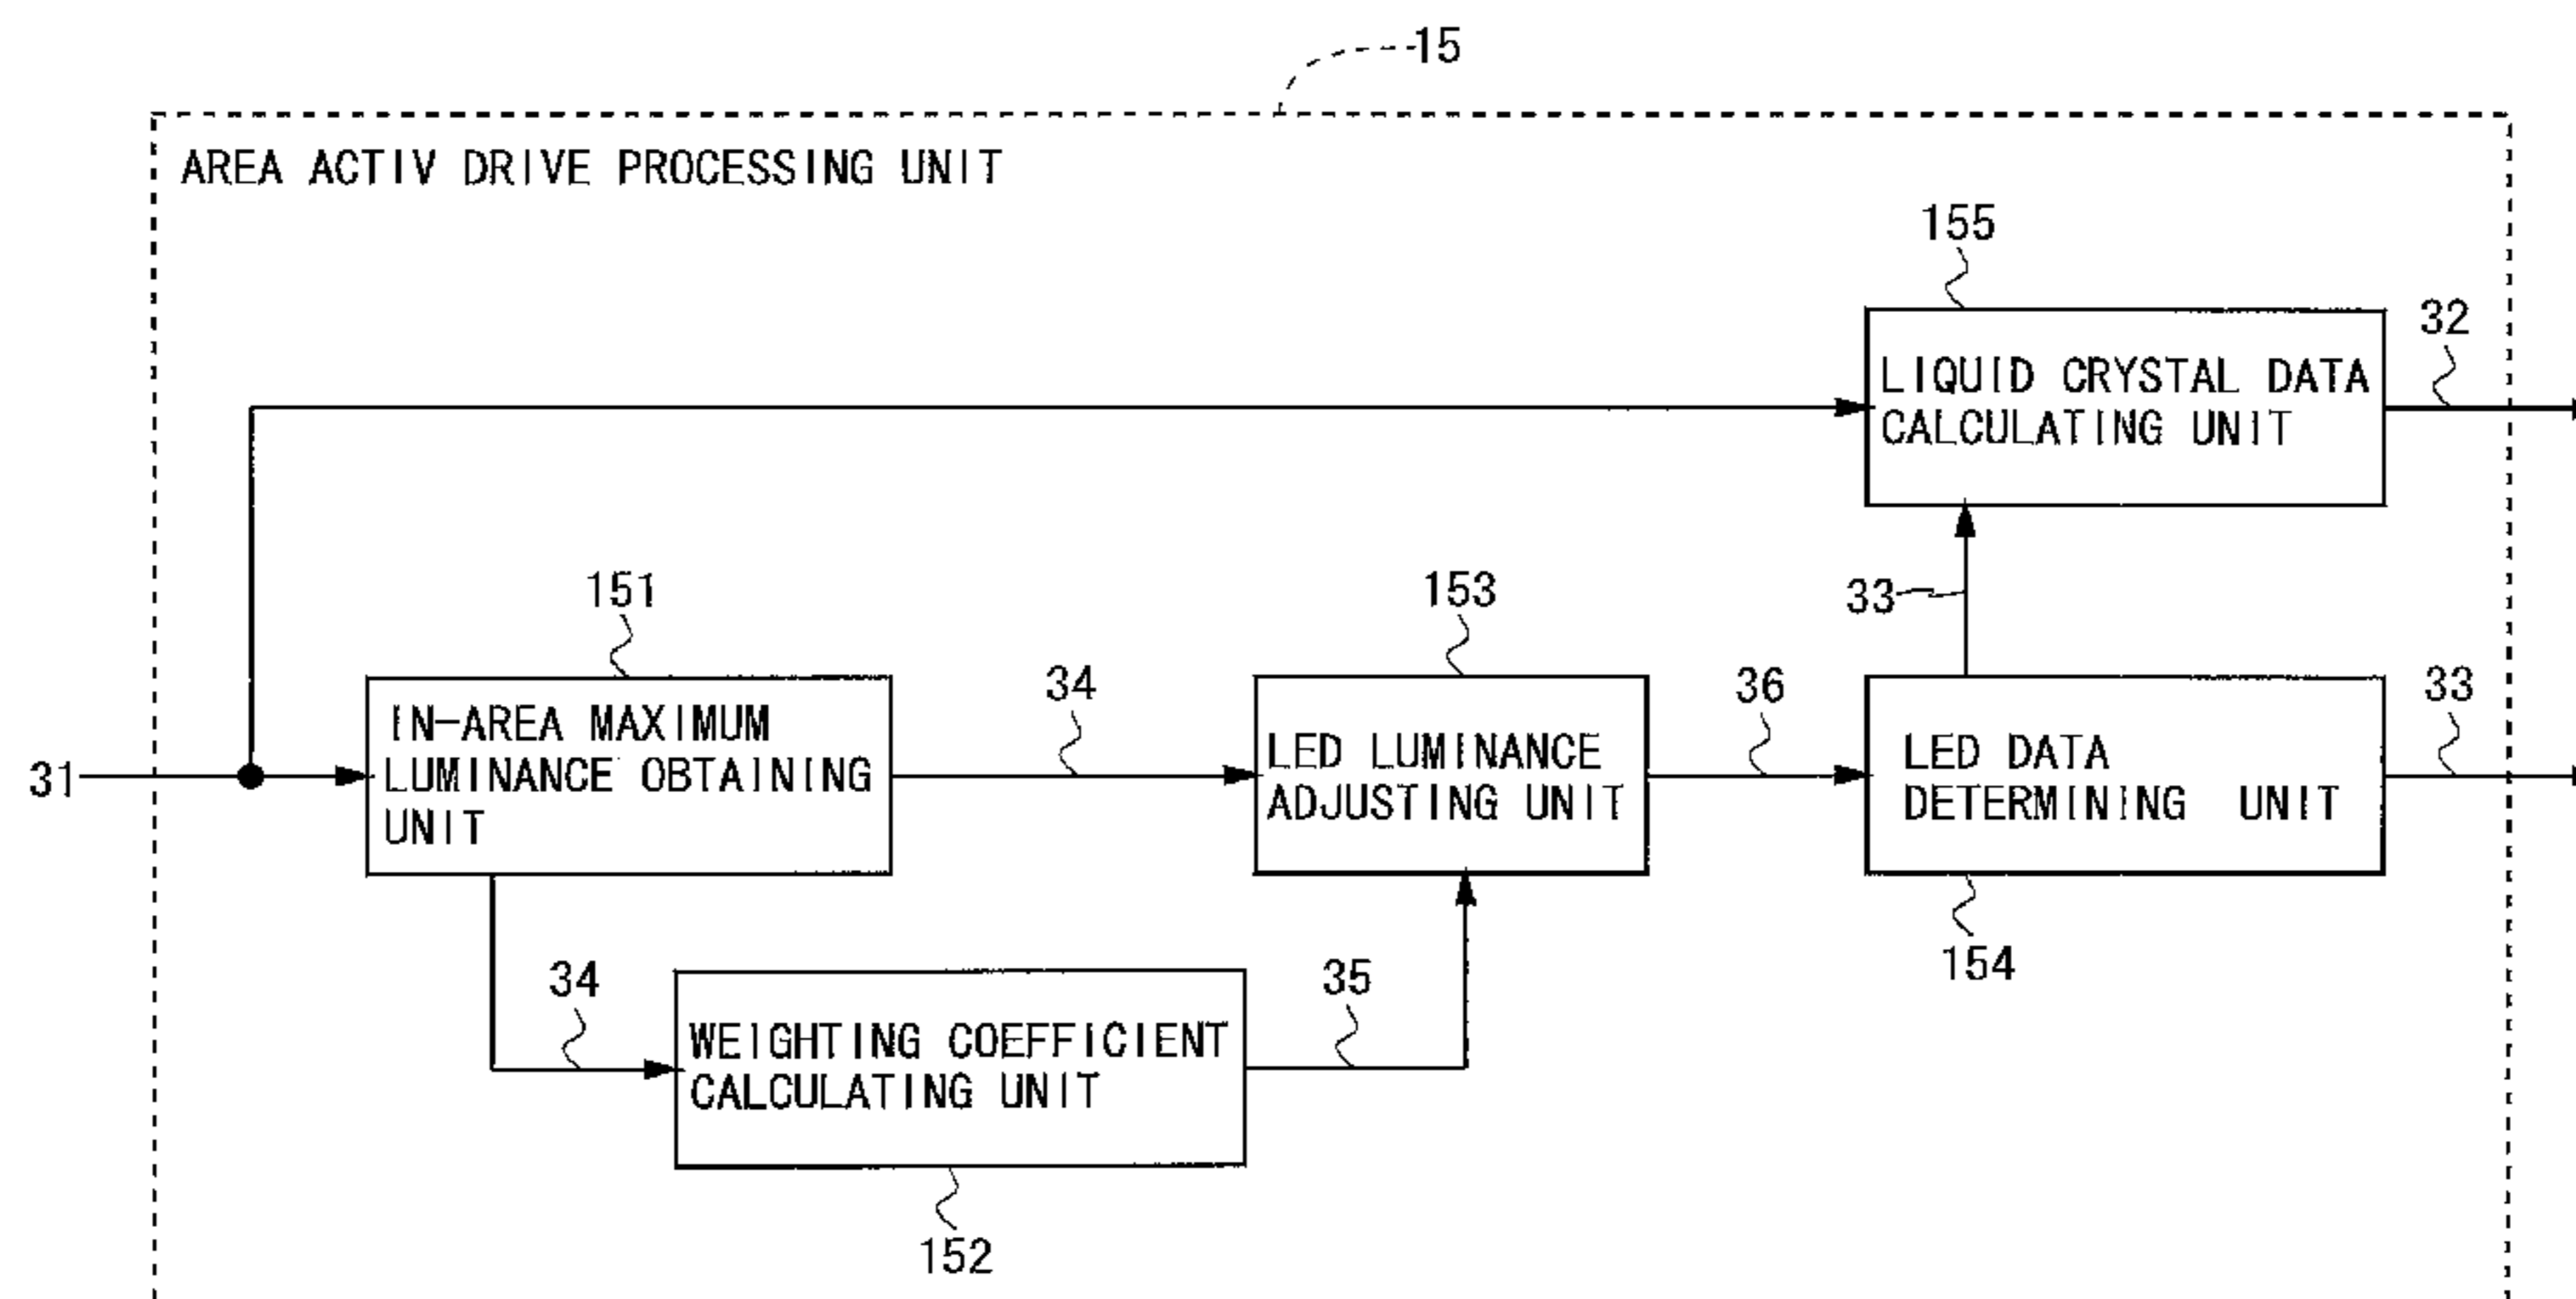 15
AREA ACTIV DRIVE PROCESSING UNIT
155
32
LIQUID CRYSTAL DATA
CALCULATING UNIT
151
153
33
34
36
33
31
IN-AREA MAXIMUM
LUMINANCE OBTAINING
UNIT
LED LUMINANCE
ADJUSTING UNIT
LED DATA
DETERMINING UNIT
154
34
35
WEIGHTING COEFFICIENT
CALCULATING UNIT
152